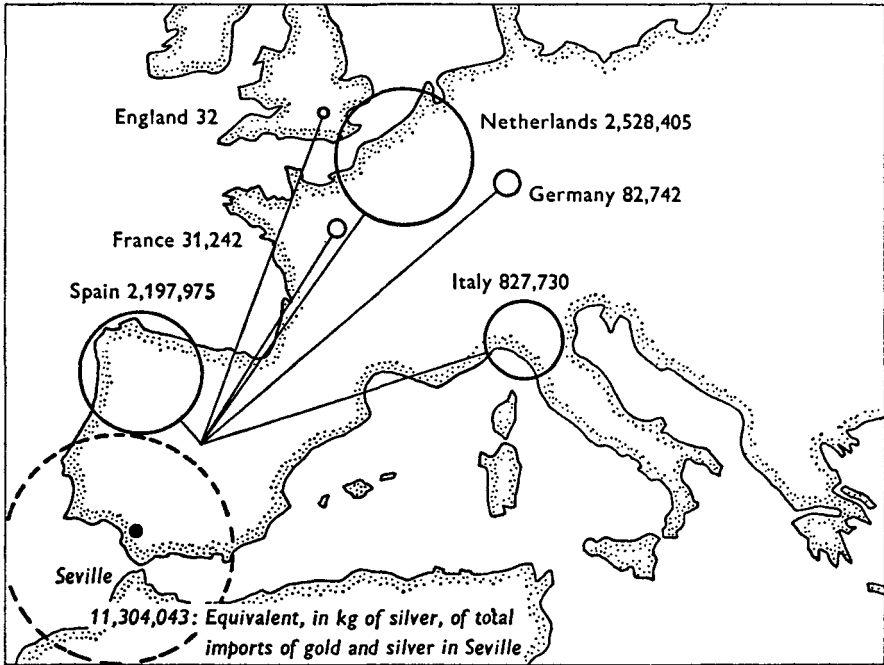 England 32
Netherlands 2,528,405
Germany 82,742
France 31,242
Spain 2,197,975
Italy 827,730
Seville
11,304,043: Equivalent, in kg of silver, of total
imports of gold and silver in Seville